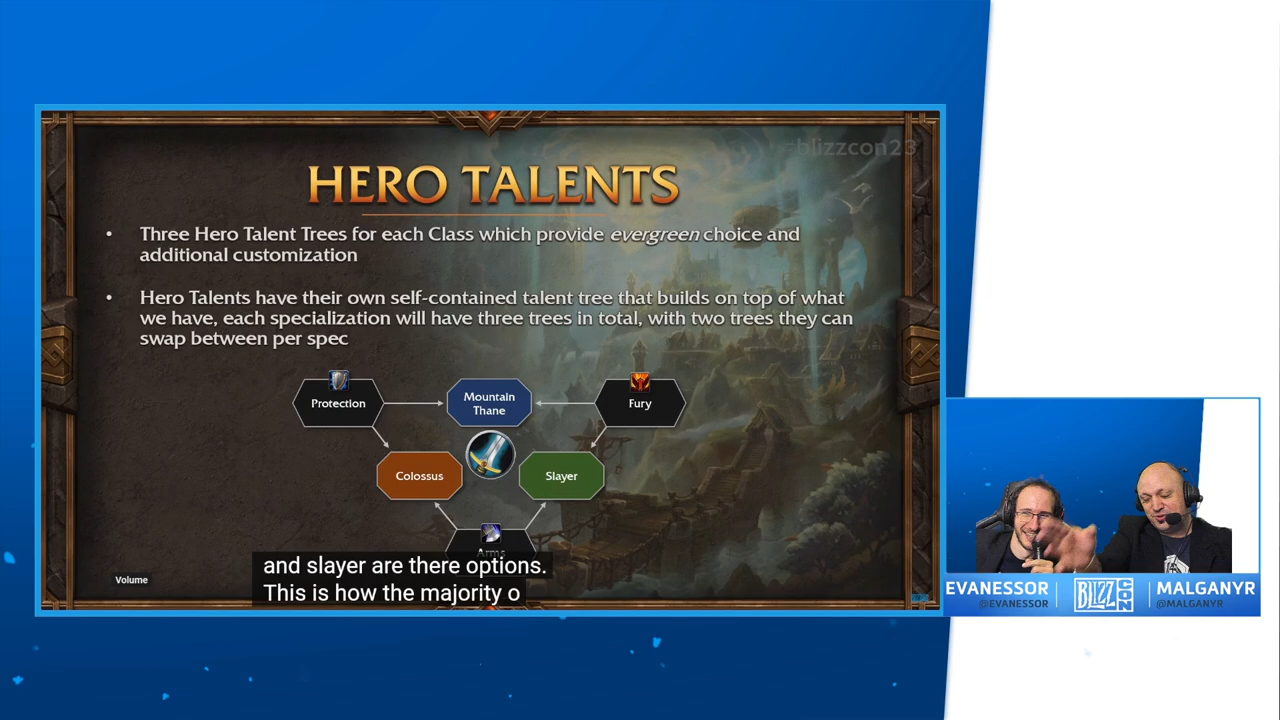 #blizzcon23
HERO TALENTS
• Three Hero Talent Trees for each Class which provide evergreen choice and
additional customization
• Hero Talents have their own self-contained talent tree that builds on top of what
we have, each specialization will have three trees in total, with two trees they can
swap between per spec
Protection
Mountain
Thane
Fury
Colossus
Slayer
Arms
and slayer are there options.
This is how the majority o
Volume
EVANESSOR
@EVANESSOR
BLIZZ
CON
MALGANYR
@MALGANYR